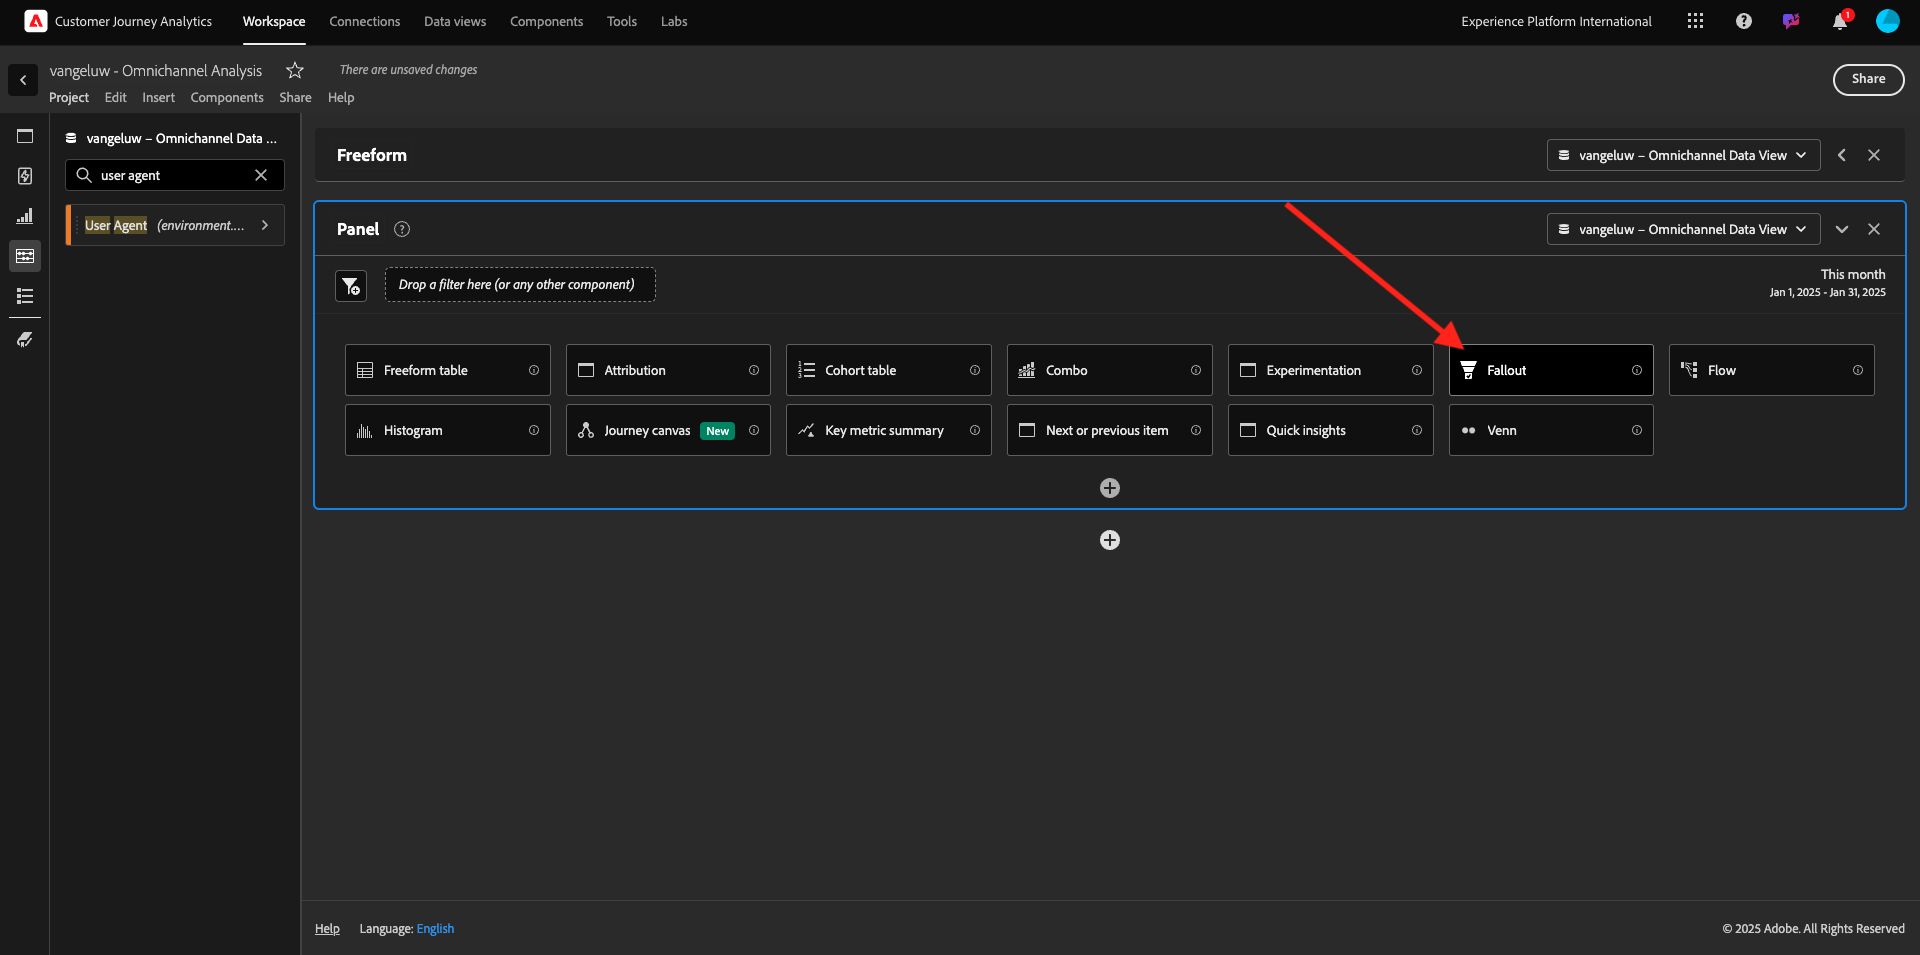 Customer Journey Analytics Workspace Connections Data views Components Tools Labs Experience Platform International 1
vangeluw - Omnichannel Analysis There are unsaved changes
Share
Project Edit Insert Components Share Help
vangeluw – Omnichannel Data ...
user agent
User Agent (environment....
Freeform vangeluw – Omnichannel Data View
Panel vangeluw – Omnichannel Data View
Drop a filter here (or any other component)
This month
Jan 1, 2025 - Jan 31, 2025
Freeform table Attribution Cohort table Combo Experimentation Fallout Flow
Histogram Journey canvas New Key metric summary Next or previous item Quick insights Venn
Help Language: English © 2025 Adobe. All Rights Reserved